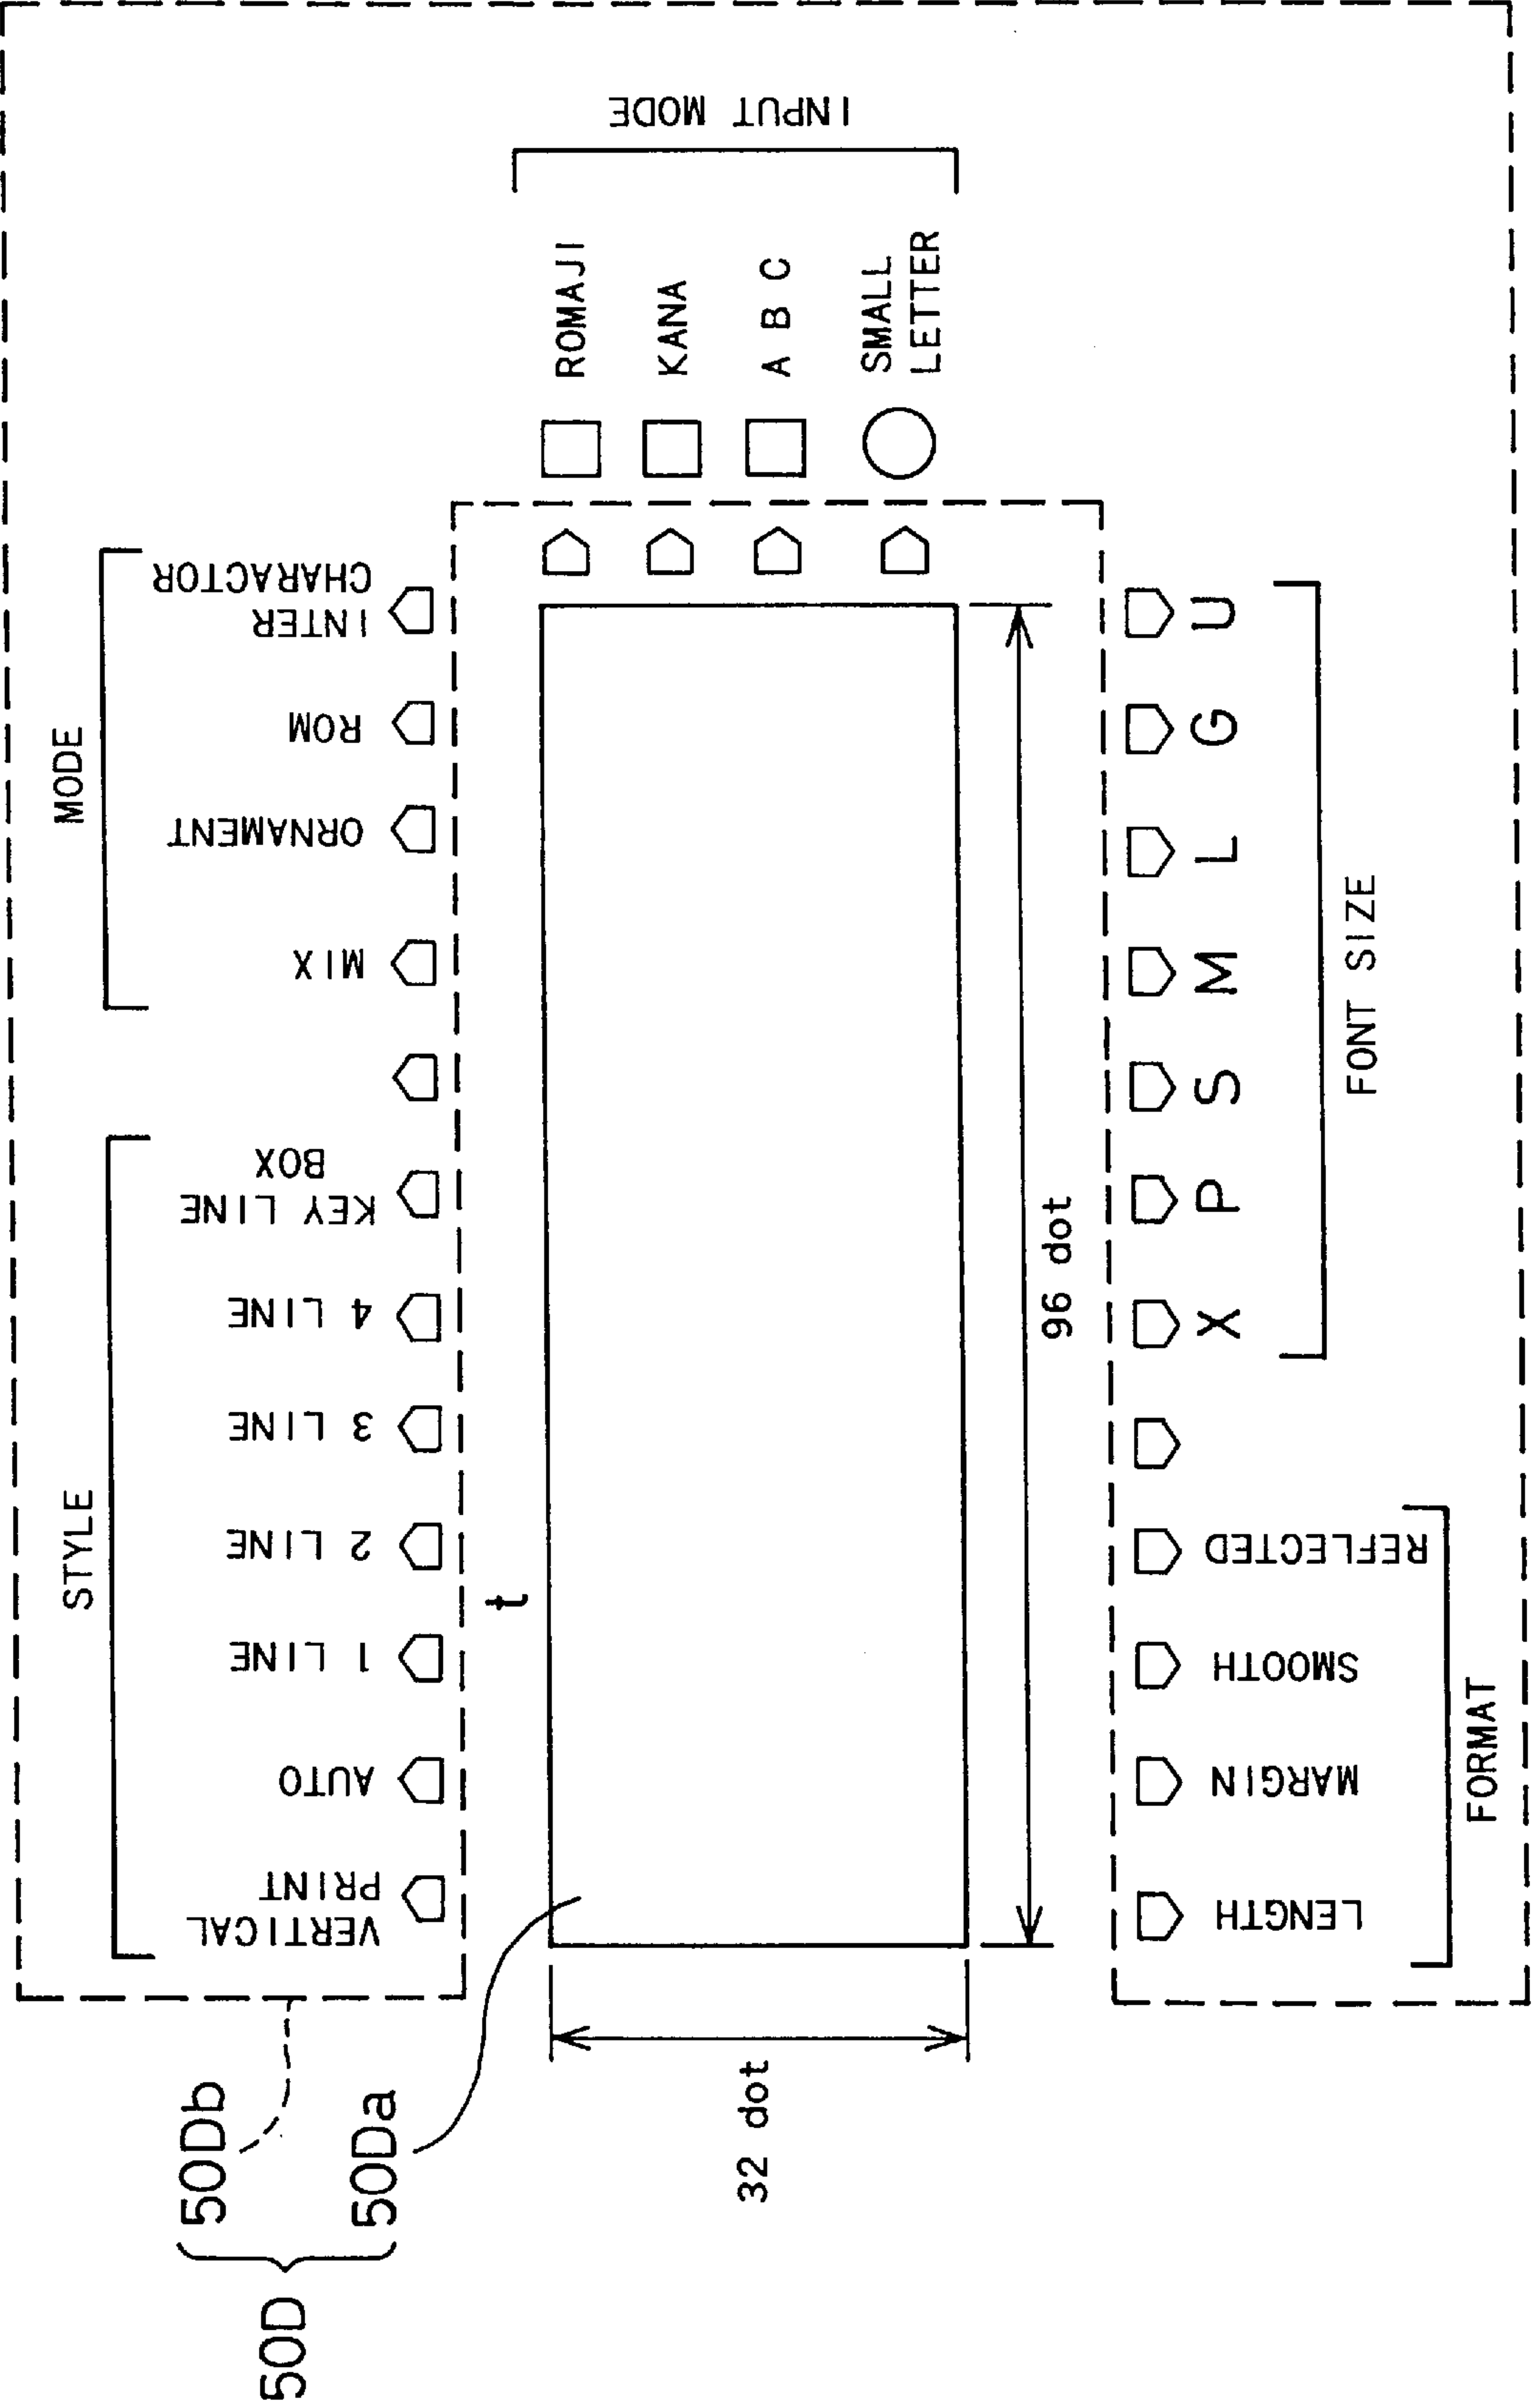 50D
50Db
50Da
STYLE
VERTICAL
PRINT
AUTO
1 LINE
2 LINE
3 LINE
4 LINE
KEY LINE
BOX
MODE
MIX
ORNAMENT
ROM
INTER
CHARACTOR
t
32 dot
96 dot
ROMAJI
KANA
A B C
SMALL
LETTER
INPUT MODE
LENGTH
MARGIN
SMOOTH
REFLECTED
FORMAT
X
P
S
M
L
G
U
FONT SIZE